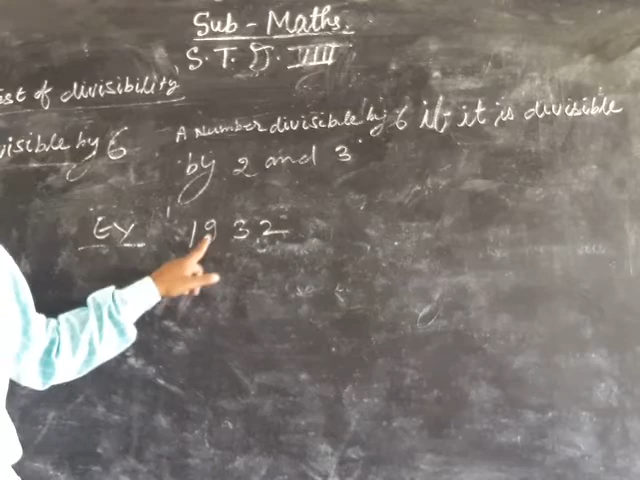 Sub - Maths.
S. T. D. VIII
est of divisibility
visible by 6 A Number divisible by 6 if, it is divisible
by 2 and 3
EX 1932